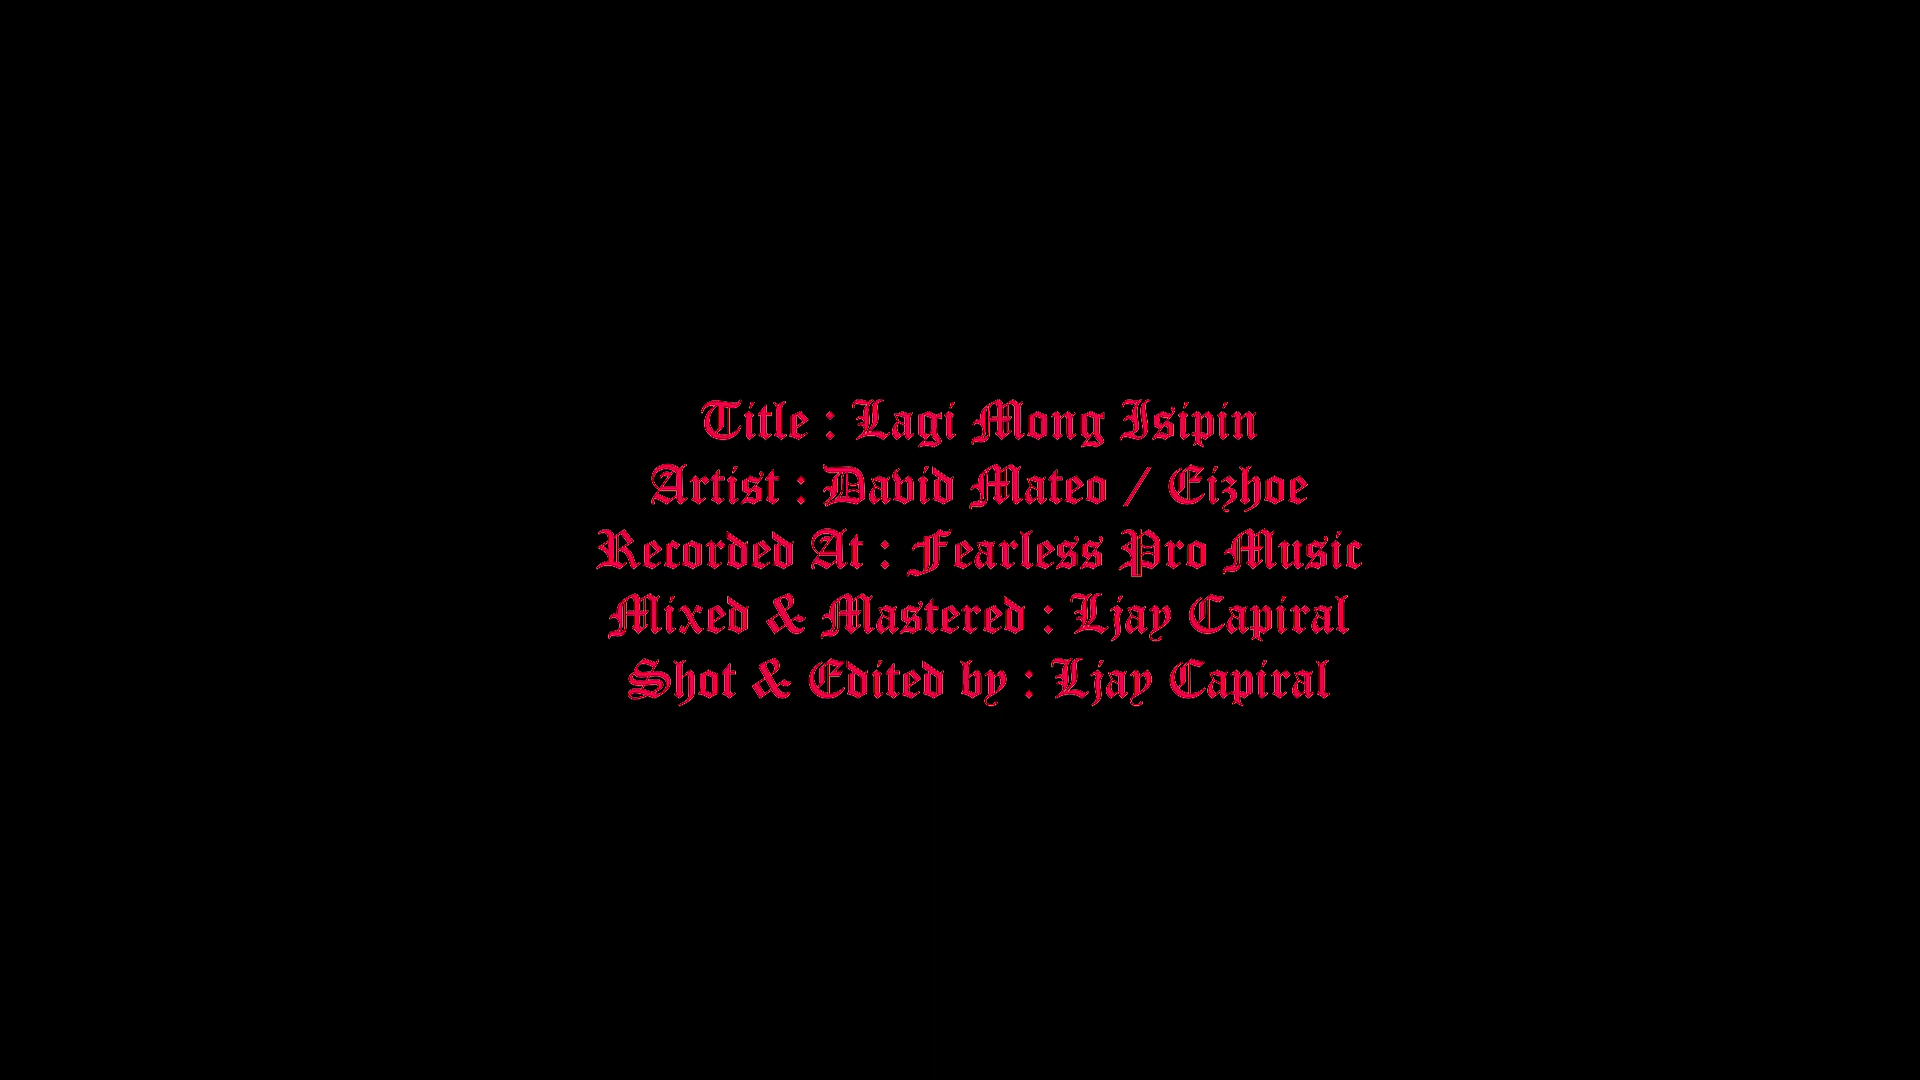 Title : Lagi Mong Isipin
Artist : David Mateo / Eizhoe
Recorded At : Fearless Pro Music
Mixed & Mastered : Ljay Capiral
Shot & Edited by : Ljay Capiral